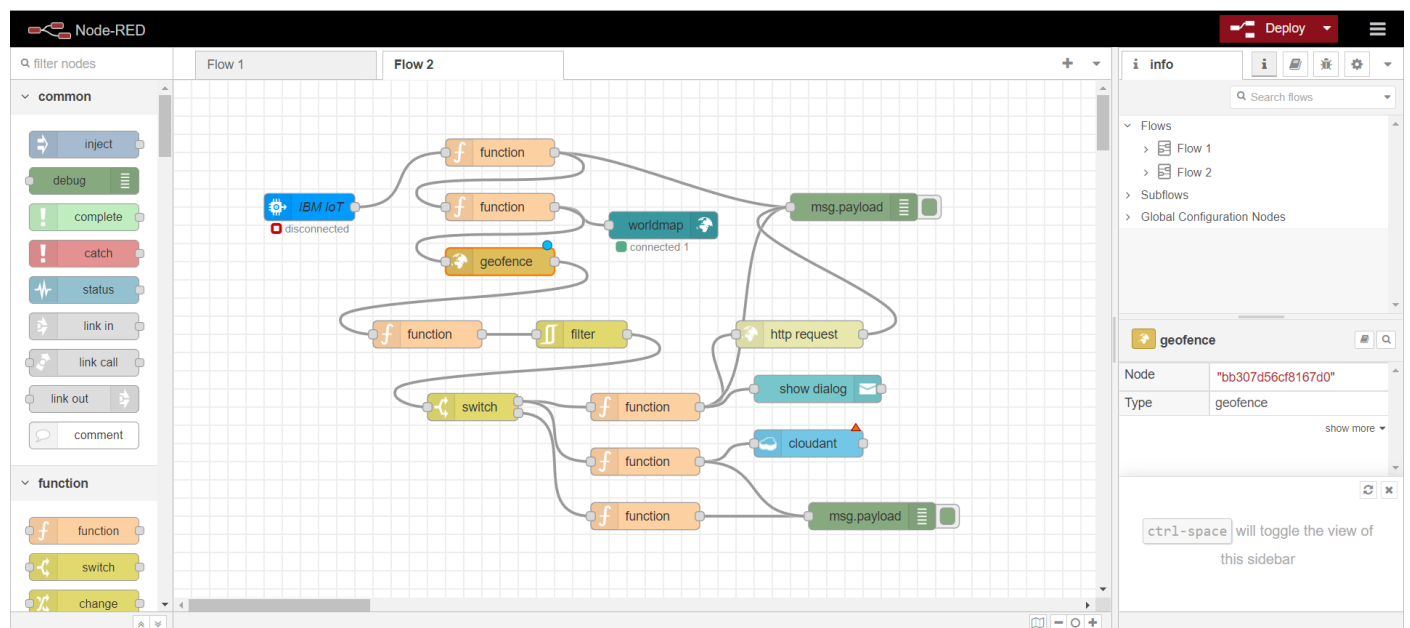 Node-RED
Deploy
filter nodes
Flow 1
Flow 2
i info
i
common
inject
debug
complete
catch
status
link in
link call
link out
comment
function
function
switch
change
function
IBM IoT
disconnected
function
worldmap
connected 1
geofence
msg.payload
function
filter
http request
show dialog
switch
function
cloudant
function
function
msg.payload
Search flows
Flows
Flow 1
Flow 2
Subflows
Global Configuration Nodes
geofence
Node "bb307d56cf8167d0"
Type geofence
show more
ctrl-space will toggle the view of
this sidebar